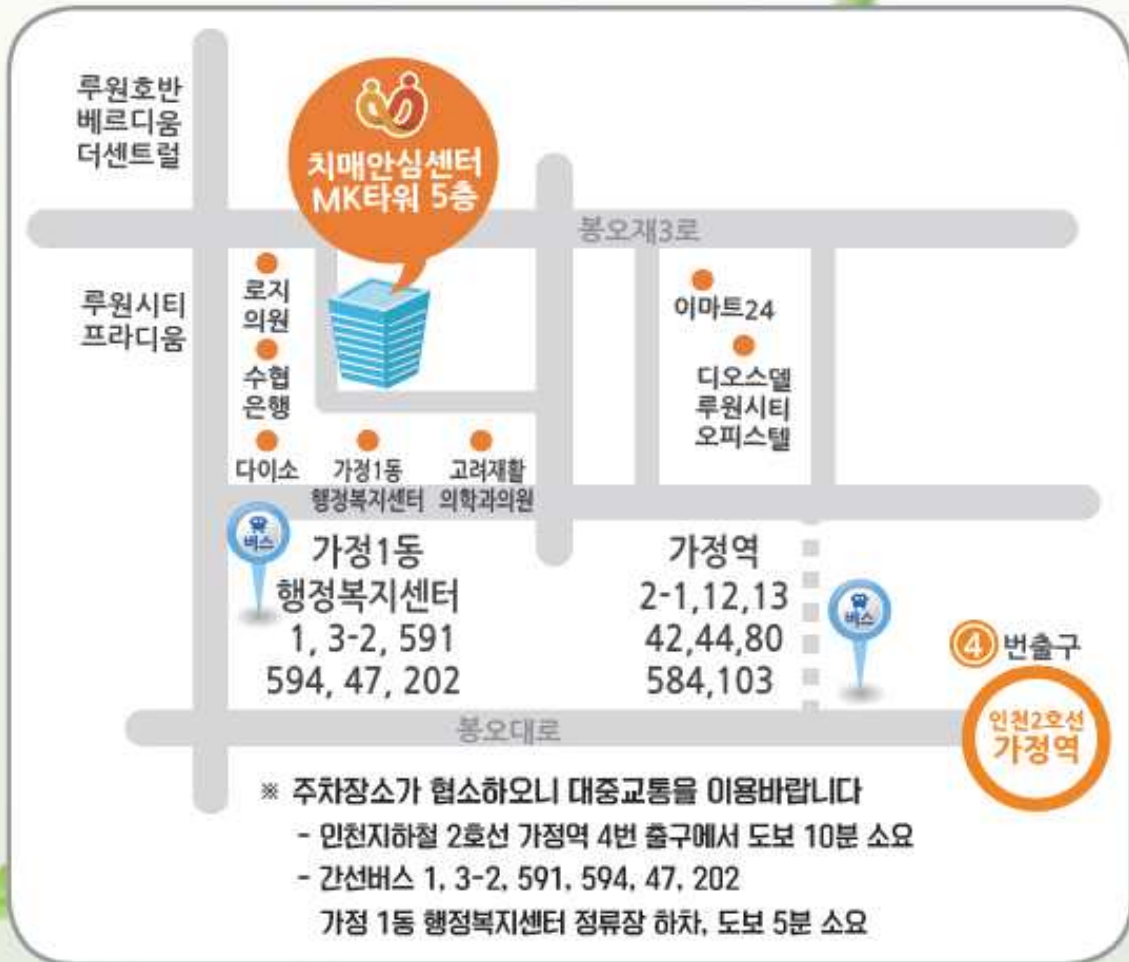 루원호반
베르디움
더센트럴
치매안심센터
MK타워 5층
봉오재3로
루원시티
프라디움
로지
의원
수협
은행
다이소
가정1동
행정복지센터
고려재활
의학과의원
이마트24
디오스델
루원시티
오피스텔
버스
가정1동
행정복지센터
1, 3-2, 591
594, 47, 202
가정역
2-1,12,13
42,44,80
584,103
버스
4 번출구
인천2호선
가정역
봉오대로
※ 주차장소가 협소하오니 대중교통을 이용바랍니다
- 인천지하철 2호선 가정역 4번 출구에서 도보 10분 소요
- 간선버스 1, 3-2, 591, 594, 47, 202
가정 1동 행정복지센터 정류장 하차, 도보 5분 소요